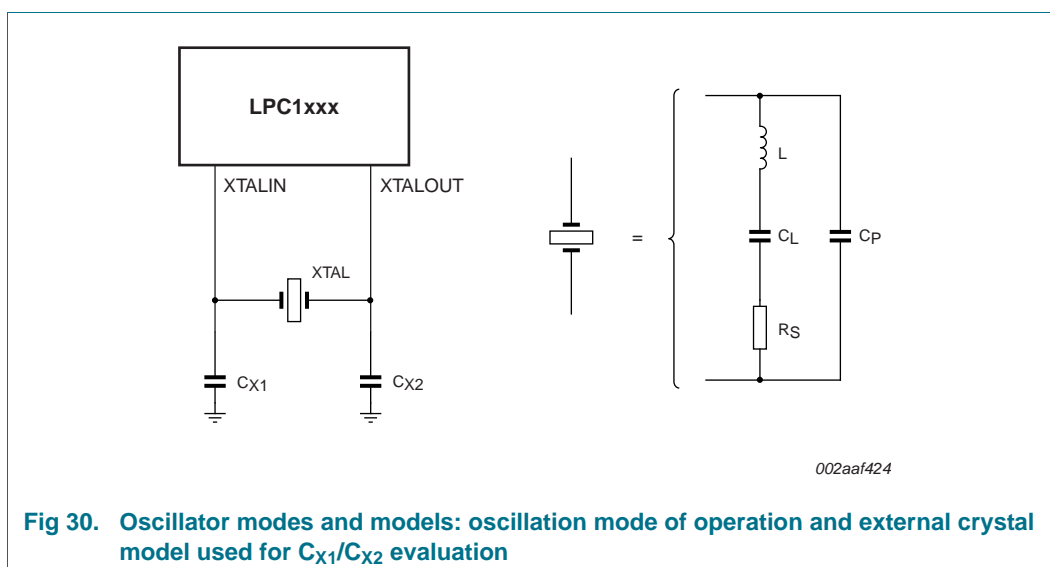 LPC1xxx
XTALIN
XTALOUT
XTAL
CX1
CX2
=
L
CL
CP
RS
002aaf424
Fig 30. Oscillator modes and models: oscillation mode of operation and external crystal
model used for CX1/CX2 evaluation